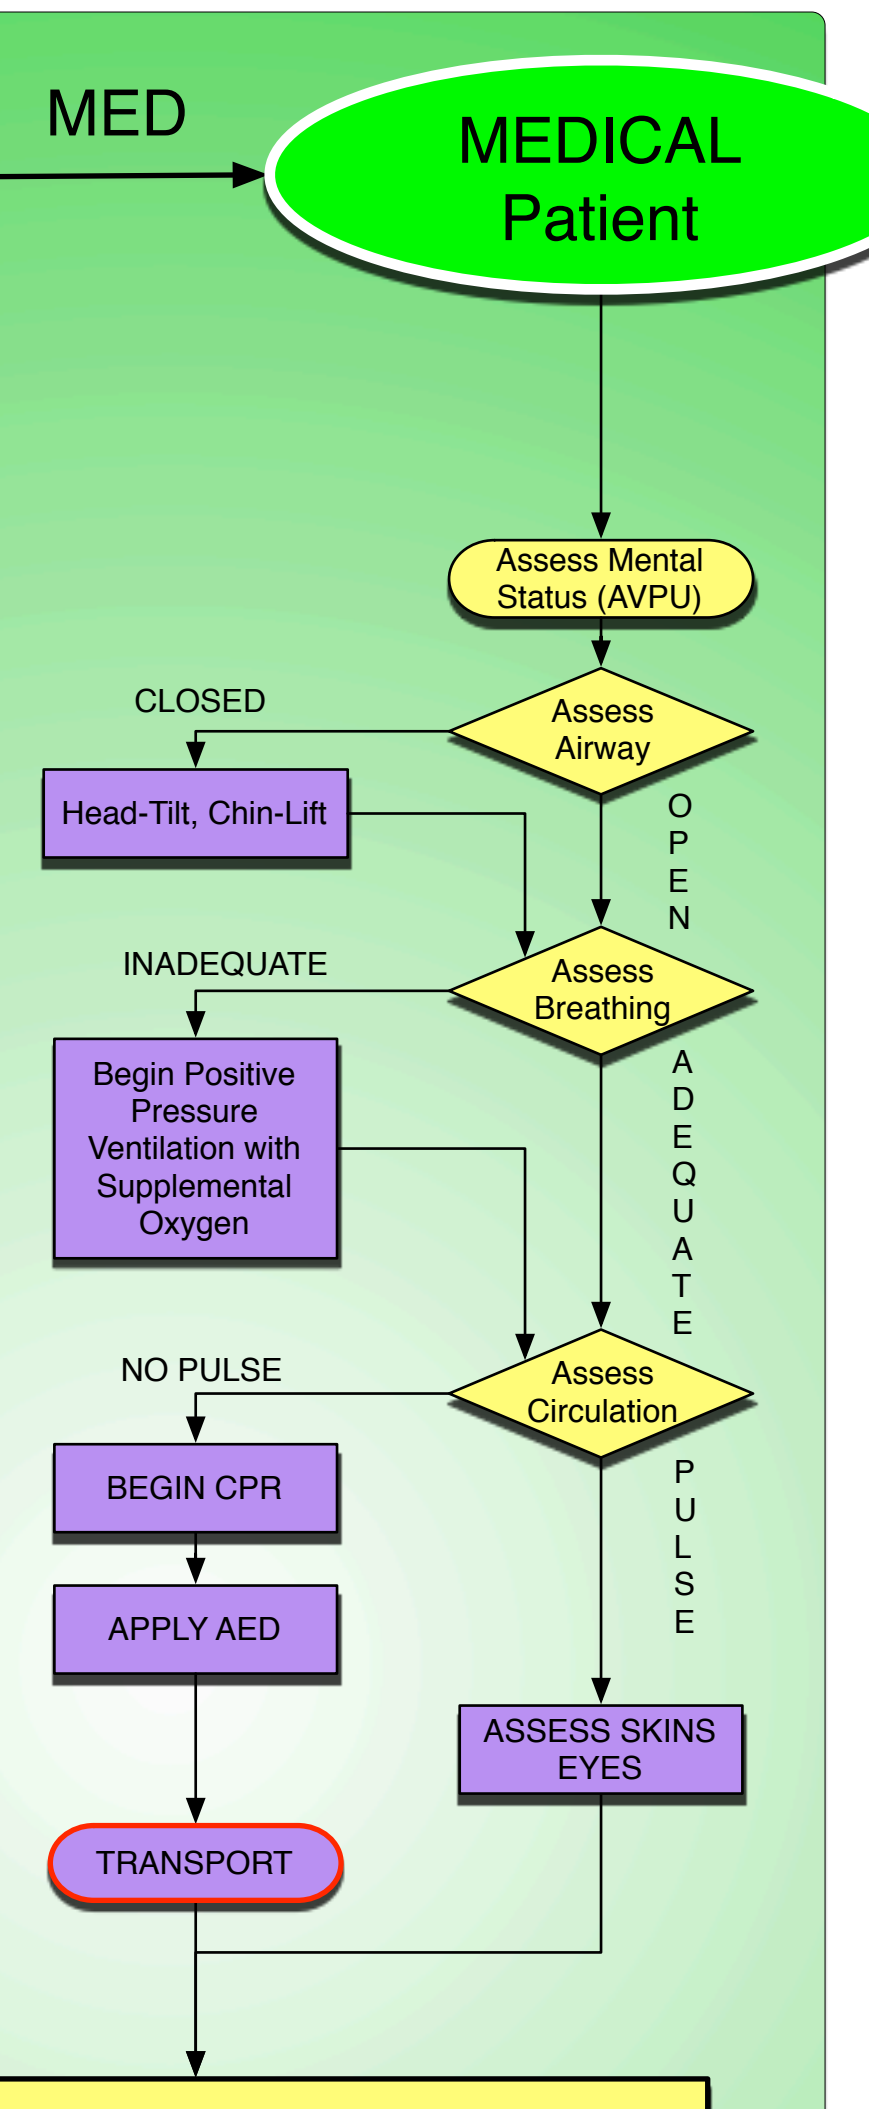 MED
MEDICAL
Patient
Assess Mental
Status (AVPU)
CLOSED
Assess
Airway
Head-Tilt, Chin-Lift
O
P
E
N
INADEQUATE
Assess
Breathing
Begin Positive
Pressure
Ventilation with
Supplemental
Oxygen
A
D
E
Q
U
A
T
E
NO PULSE
Assess
Circulation
BEGIN CPR
P
U
L
S
E
APPLY AED
ASSESS SKINS
EYES
TRANSPORT